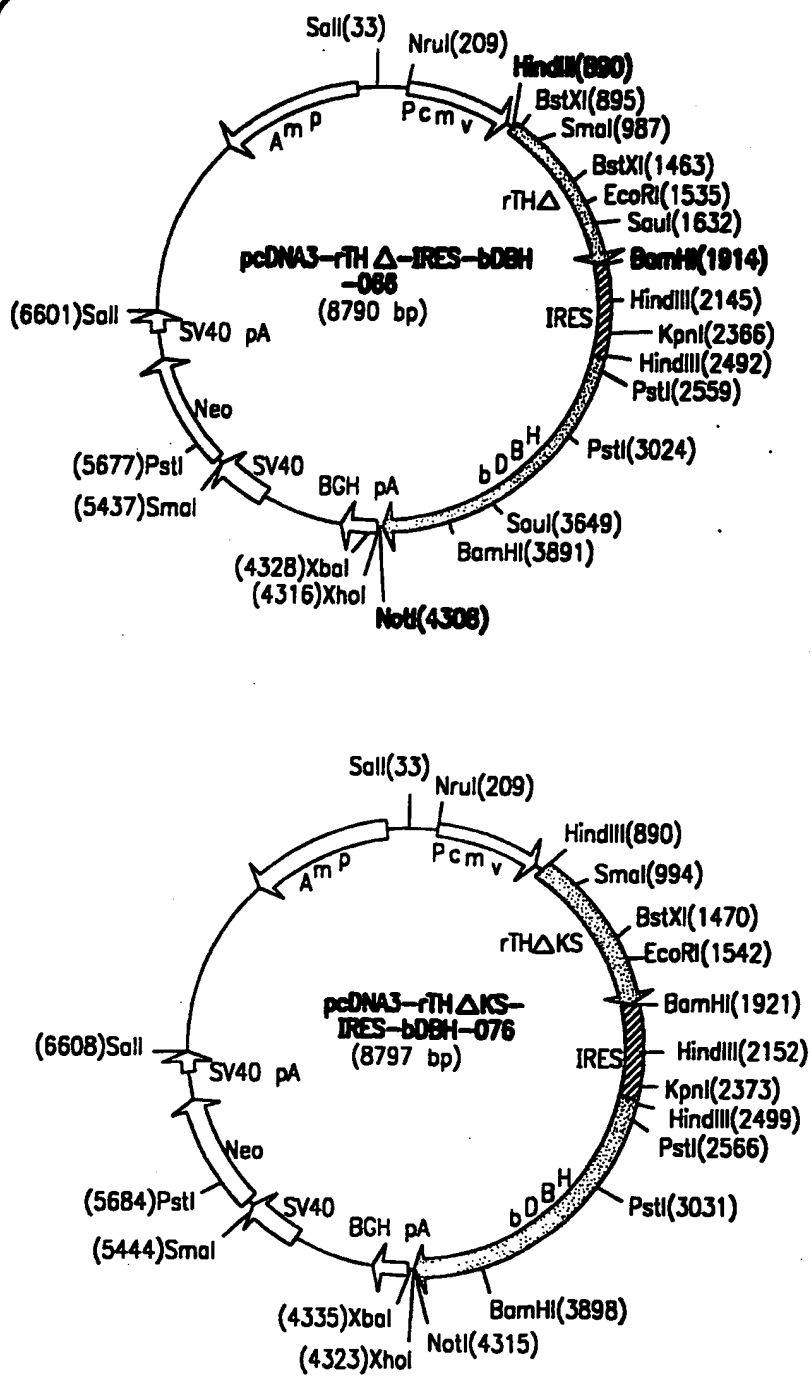 SalI(33)
NruI(209)
HindIII(890)
BstXI(895)
SmaI(987)
BstXI(1463)
EcoRI(1535)
SauI(1632)
BamHI(1914)
HindIII(2145)
KpnI(2366)
HindIII(2492)
PstI(2559)
PstI(3024)
SauI(3649)
BamHI(3891)
NotI(4308)
(4316)XhoI
(4328)XbaI
(5437)SmaI
(5677)PstI
(6601)SalI
Amp
Pcmv
rTH△
IRES
bDBH
BGH pA
SV40
Neo
SV40 pA
pcDNA3-rTH △-IRES-bDBH
-066
(8790 bp)
SalI(33)
NruI(209)
HindIII(890)
SmaI(994)
BstXI(1470)
EcoRI(1542)
BamHI(1921)
HindIII(2152)
KpnI(2373)
HindIII(2499)
PstI(2566)
PstI(3031)
BamHI(3898)
NotI(4315)
(4323)XhoI
(4335)XbaI
(5444)SmaI
(5684)PstI
(6608)SalI
Amp
Pcmv
rTH△KS
IRES
bDBH
BGH pA
SV40
Neo
SV40 pA
pcDNA3-rTH △KS-
IRES-bDBH-076
(8797 bp)